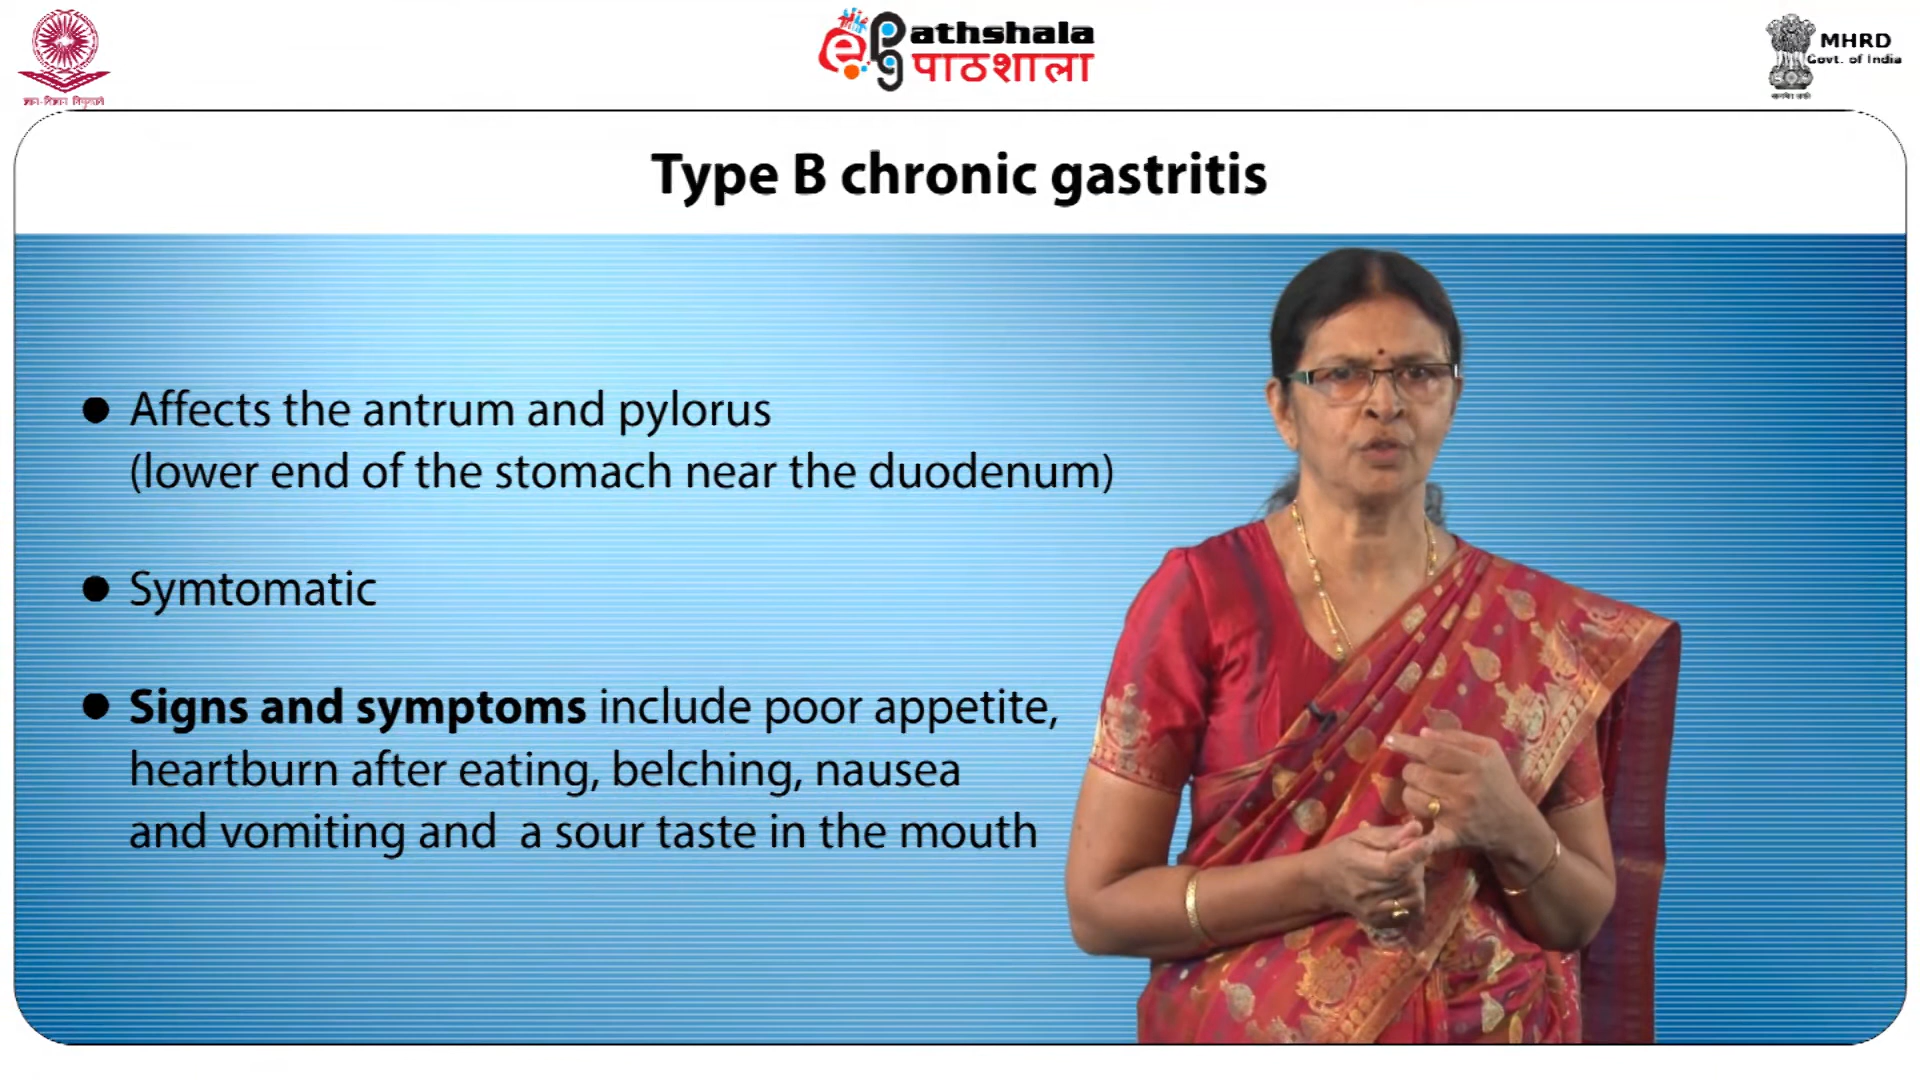 ePathshala
पाठशाला
MHRD
Govt. of India
Type B chronic gastritis
● Affects the antrum and pylorus
(lower end of the stomach near the duodenum)
● Symtomatic
● Signs and symptoms include poor appetite,
heartburn after eating, belching, nausea
and vomiting and a sour taste in the mouth